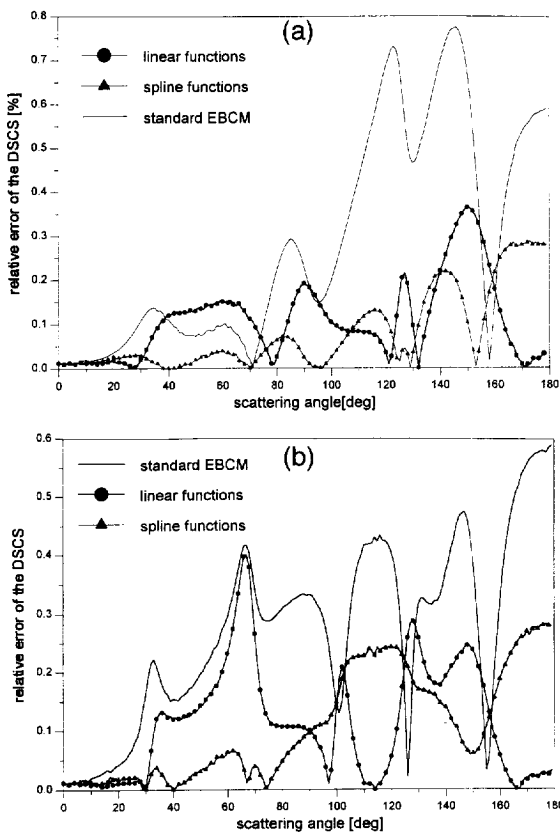 (a)
linear functions
spline functions
standard EBCM
relative error of the DSCS [%]
0.8
0.7
0.6
0.5
0.4
0.3
0.2
0.1
0.0
0 20 40 60 80 100 120 140 160 180
scattering angle[deg]
(b)
standard EBCM
linear functions
spline functions
relative error of the DSCS
0.6
0.5
0.4
0.3
0.2
0.1
0.0
0 20 40 60 80 100 120 140 160 180
scattering angle [deg]